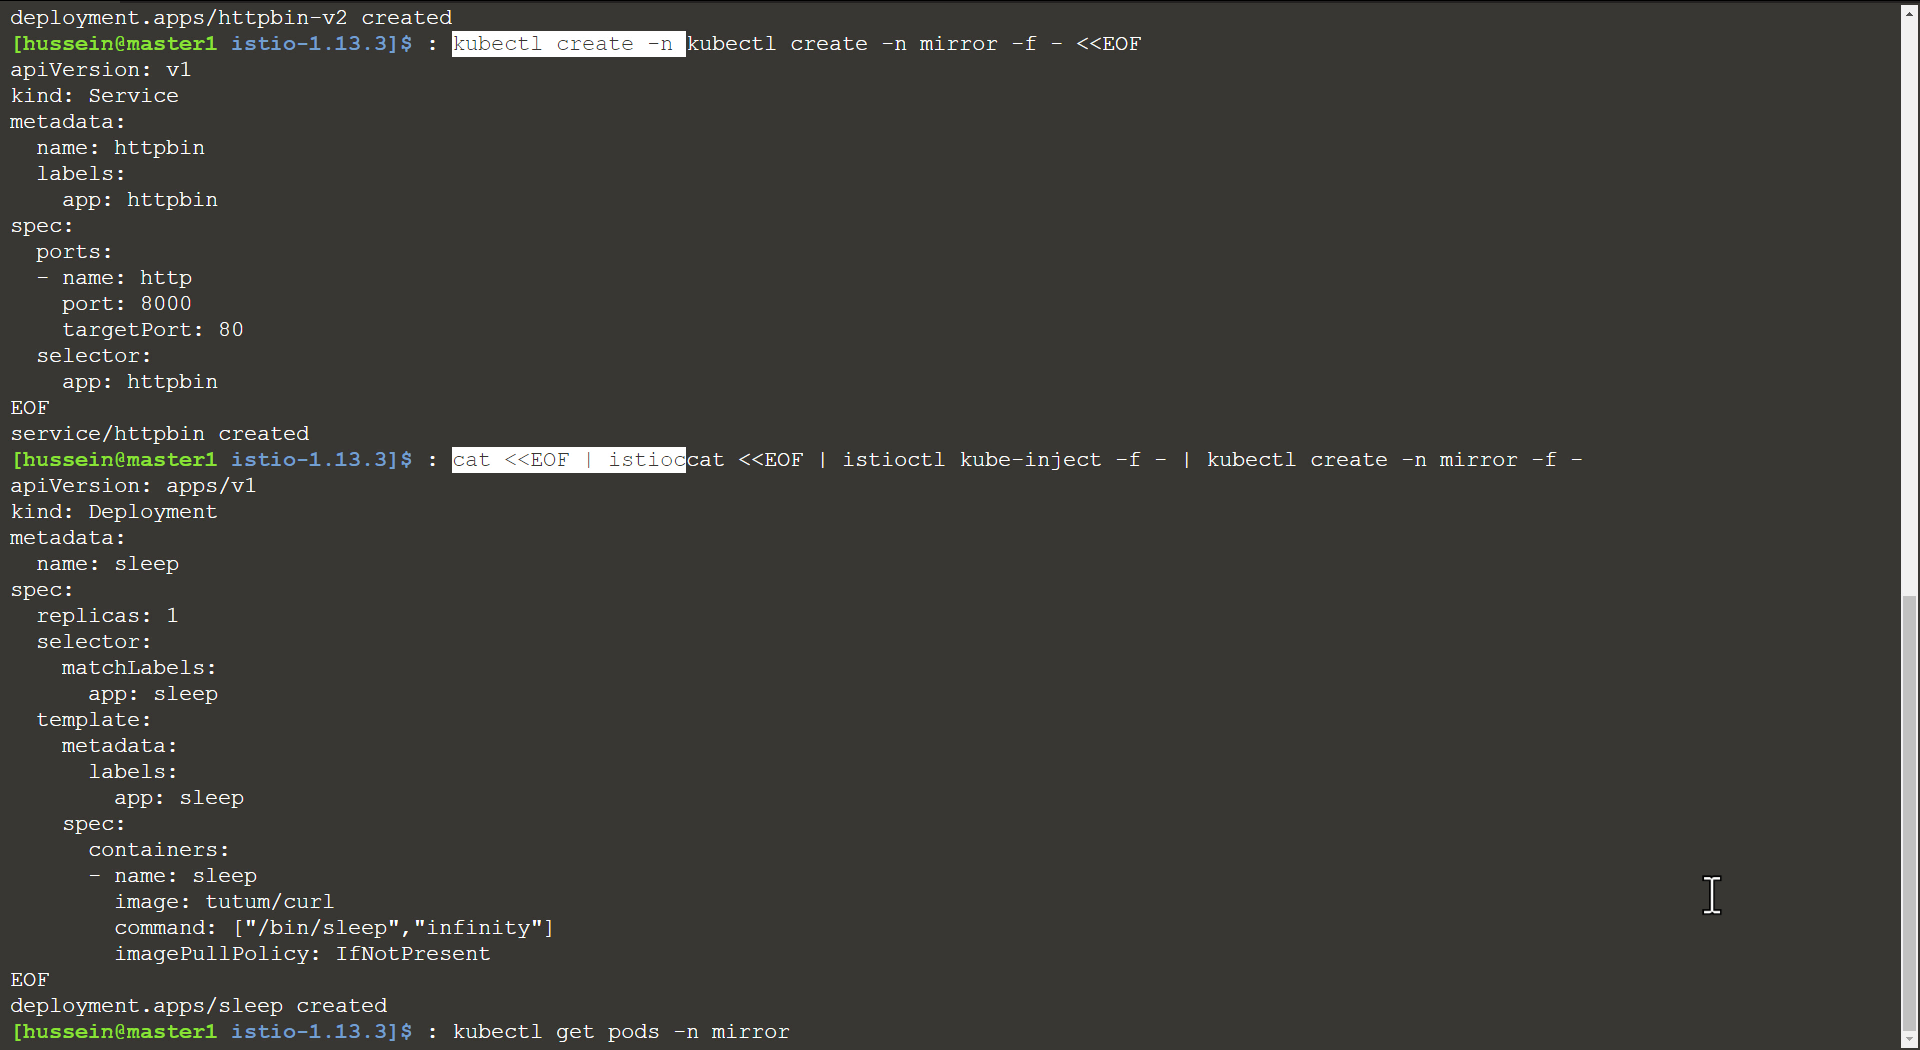 deployment.apps/httpbin-v2 created
[hussein@master1 istio-1.13.3]$ : kubectl create -n kubectl create -n mirror -f - <<EOF
apiVersion: v1
kind: Service
metadata:
  name: httpbin
  labels:
    app: httpbin
spec:
  ports:
  - name: http
    port: 8000
    targetPort: 80
  selector:
    app: httpbin
EOF
service/httpbin created
[hussein@master1 istio-1.13.3]$ : cat <<EOF | istioccat <<EOF | istioctl kube-inject -f - | kubectl create -n mirror -f -
apiVersion: apps/v1
kind: Deployment
metadata:
  name: sleep
spec:
  replicas: 1
  selector:
    matchLabels:
      app: sleep
  template:
    metadata:
      labels:
        app: sleep
    spec:
      containers:
      - name: sleep
        image: tutum/curl
        command: ["/bin/sleep","infinity"]
        imagePullPolicy: IfNotPresent
EOF
deployment.apps/sleep created
[hussein@master1 istio-1.13.3]$ : kubectl get pods -n mirror